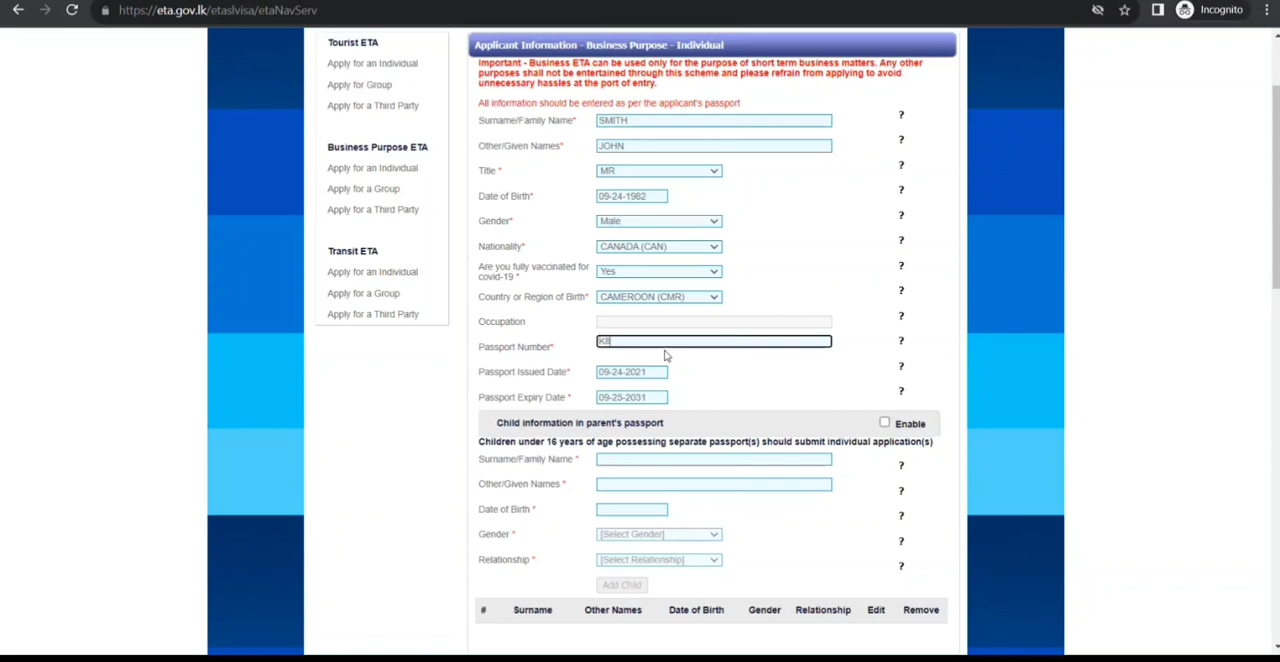 https://eta.gov.lk/etaslvisa/etaNavServ
Incognito
Tourist ETA
Apply for an Individual
Apply for Group
Apply for a Third Party
Business Purpose ETA
Apply for an Individual
Apply for a Group
Apply for a Third Party
Transit ETA
Apply for an Individual
Apply for a Group
Apply for a Third Party
Applicant Information - Business Purpose - Individual
Important - Business ETA can be used only for the purpose of short term business matters. Any other
purposes shall not be entertained through this scheme and please refrain from applying to avoid
unnecessary hassles at the port of entry.
All information should be entered as per the applicant's passport
Surname/Family Name* SMITH ?
Other/Given Names* JOHN ?
Title * MR ?
Date of Birth* 09-24-1982 ?
Gender* Male ?
Nationality* CANADA (CAN) ?
Are you fully vaccinated for
covid-19 * Yes ?
Country or Region of Birth* CAMEROON (CMR) ?
Occupation ?
Passport Number* K8 ?
Passport Issued Date* 09-24-2021 ?
Passport Expiry Date * 09-25-2031 ?
Child information in parent's passport Enable
Children under 16 years of age possessing separate passport(s) should submit individual application(s)
Surname/Family Name * ?
Other/Given Names * ?
Date of Birth * ?
Gender * [Select Gender] ?
Relationship * [Select Relationship] ?
Add Child
# Surname Other Names Date of Birth Gender Relationship Edit Remove